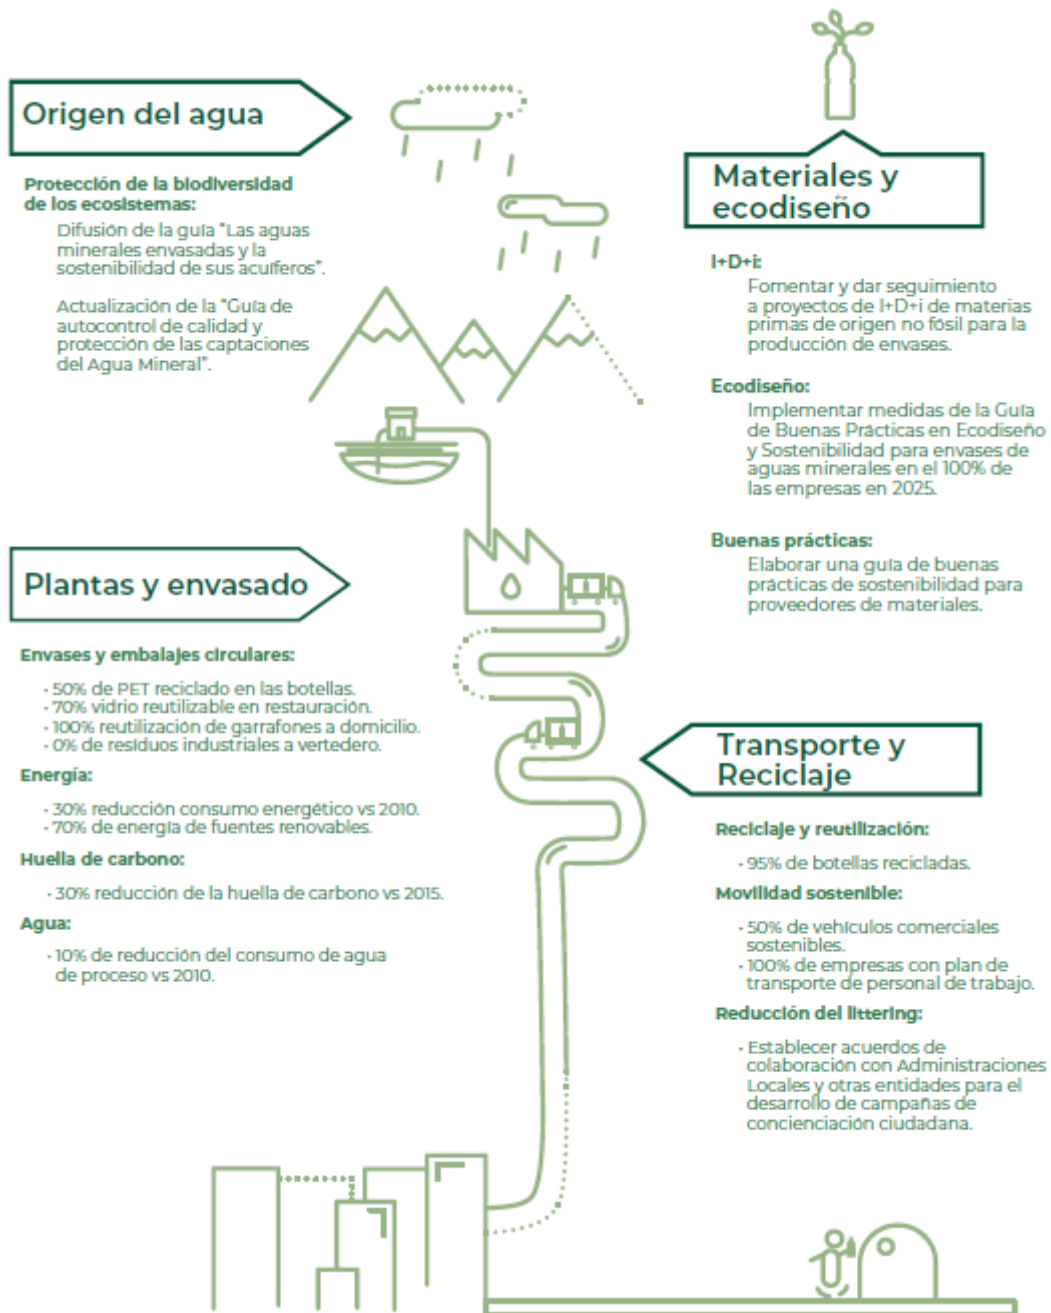 Origen del agua
Protección de la biodiversidad
de los ecosistemas:
Difusión de la guía "Las aguas
minerales envasadas y la
sostenibilidad de sus acuíferos".
Actualización de la "Guía de
autocontrol de calidad y
protección de las captaciones
del Agua Mineral".
Materiales y
ecodiseño
I+D+i:
Fomentar y dar seguimiento
a proyectos de I+D+i de materias
primas de origen no fósil para la
producción de envases.
Ecodiseño:
Implementar medidas de la Guía
de Buenas Prácticas en Ecodiseño
y Sostenibilidad para envases de
aguas minerales en el 100% de
las empresas en 2025.
Buenas prácticas:
Elaborar una guía de buenas
prácticas de sostenibilidad para
proveedores de materiales.
Plantas y envasado
Envases y embalajes circulares:
- 50% de PET reciclado en las botellas.
- 70% vidrio reutilizable en restauración.
- 100% reutilización de garrafones a domicilio.
- 0% de resíduos industriales a vertedero.
Energía:
- 30% reducción consumo energético vs 2010.
- 70% de energía de fuentes renovables.
Huella de carbono:
- 30% reducción de la huella de carbono vs 2015.
Agua:
- 10% de reducción del consumo de agua
de proceso vs 2010.
Transporte y
Reciclaje
Reciclaje y reutilización:
- 95% de botellas recicladas.
Movilidad sostenible:
- 50% de vehículos comerciales
sostenibles.
- 100% de empresas con plan de
transporte de personal de trabajo.
Reducción del littering:
- Establecer acuerdos de
colaboración con Administraciones
Locales y otras entidades para el
desarrollo de campañas de
concienciación ciudadana.